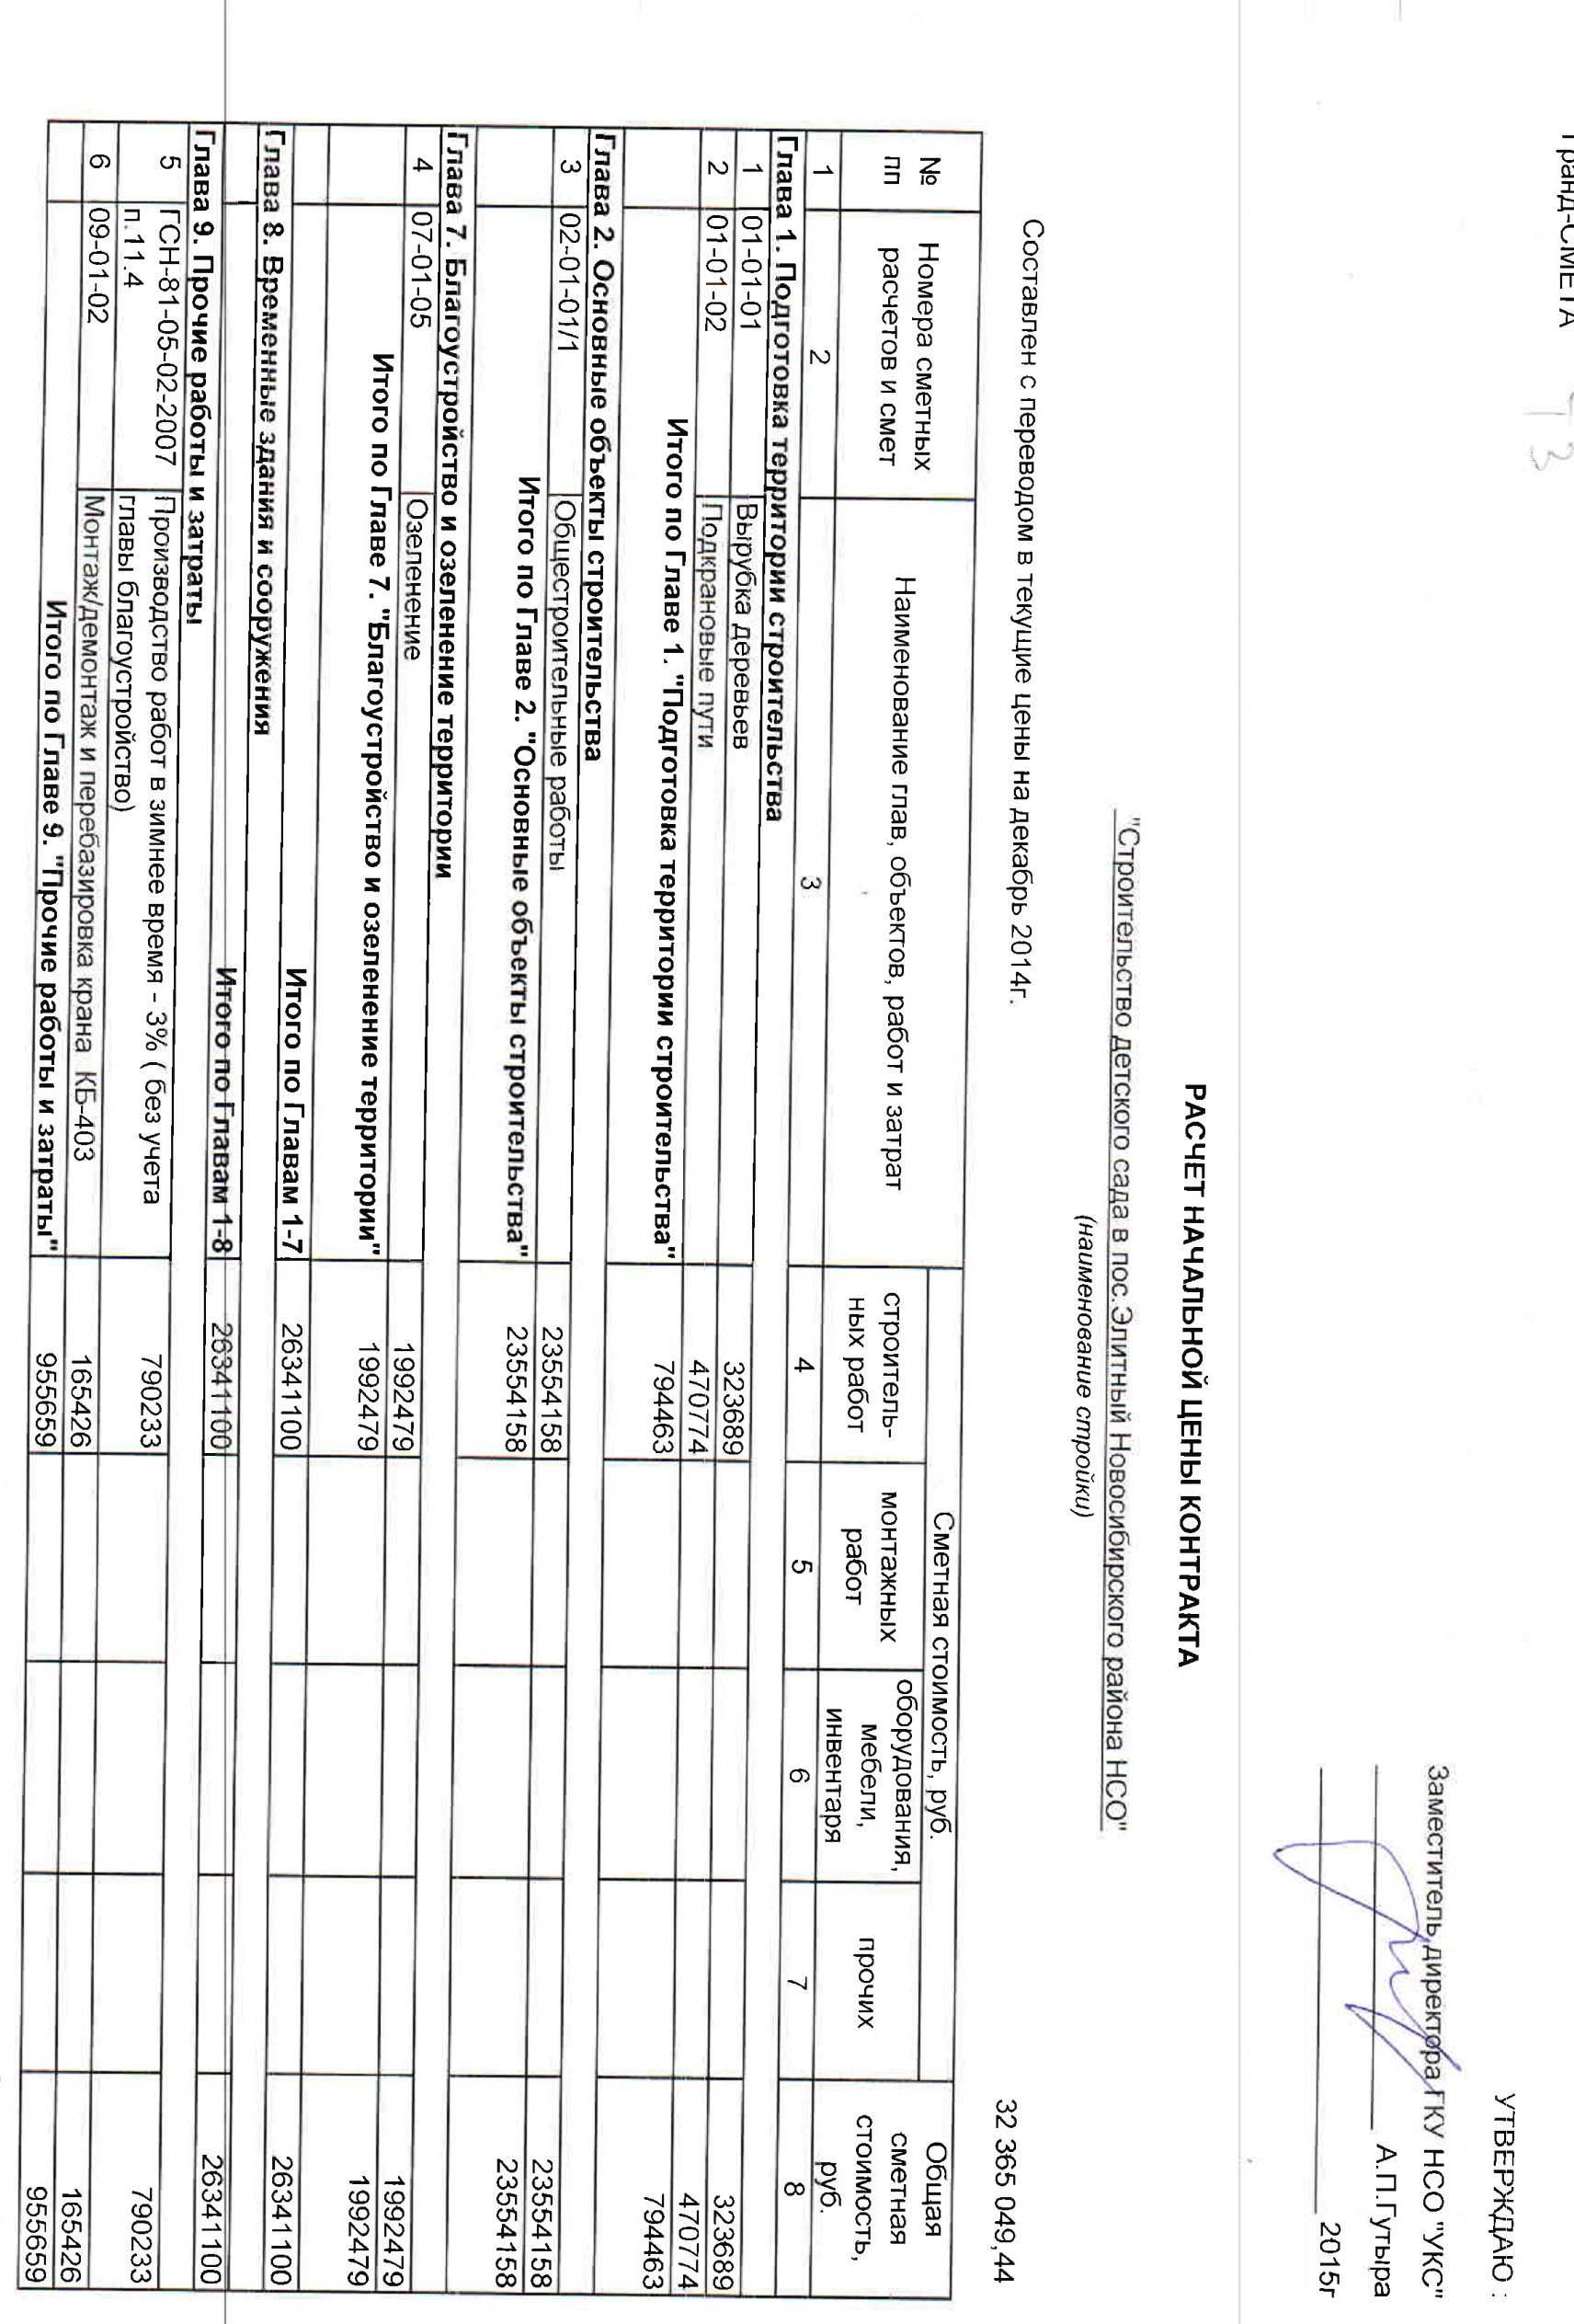 Гранд-СМЕТА
УТВЕРЖДАЮ :
Заместитель директора ГКУ НСО "УКС"
А.П.Гутыра
2015г
РАСЧЕТ НАЧАЛЬНОЙ ЦЕНЫ КОНТРАКТА
"Строительство детского сада в пос.Элитный Новосибирского района НСО"
(наименование стройки)
Составлен с переводом в текущие цены на декабрь 2014г.
32 365 049,44
№ пп Номера сметных расчетов и смет Наименование глав, объектов, работ и затрат Сметная стоимость, руб. Общая сметная стоимость, руб.
строитель-ных работ монтажных работ оборудования, мебели, инвентаря прочих
1 2 3 4 5 6 7 8
Глава 1. Подготовка территории строительства
1 01-01-01 Вырубка деревьев 323689 323689
2 01-01-02 Подкрановые пути 470774 470774
Итого по Главе 1. "Подготовка территории строительства" 794463 794463
Глава 2. Основные объекты строительства
3 02-01-01/1 Общестроительные работы 23554158 23554158
Итого по Главе 2. "Основные объекты строительства" 23554158 23554158
Глава 7. Благоустройство и озеленение территории
4 07-01-05 Озеленение 1992479 1992479
Итого по Главе 7. "Благоустройство и озеленение территории" 1992479 1992479
Итого по Главам 1-7 26341100 26341100
Глава 8. Временные здания и сооружения
Итого по Главам 1-8 26341100 26341100
Глава 9. Прочие работы и затраты
5 ГСН-81-05-02-2007 Производство работ в зимнее время - 3% ( без учета
п.11.4 главы благоустройство) 790233 790233
6 09-01-02 Монтаж/демонтаж и перебазировка крана КБ-403 165426 165426
Итого по Главе 9. "Прочие работы и затраты" 955659 955659